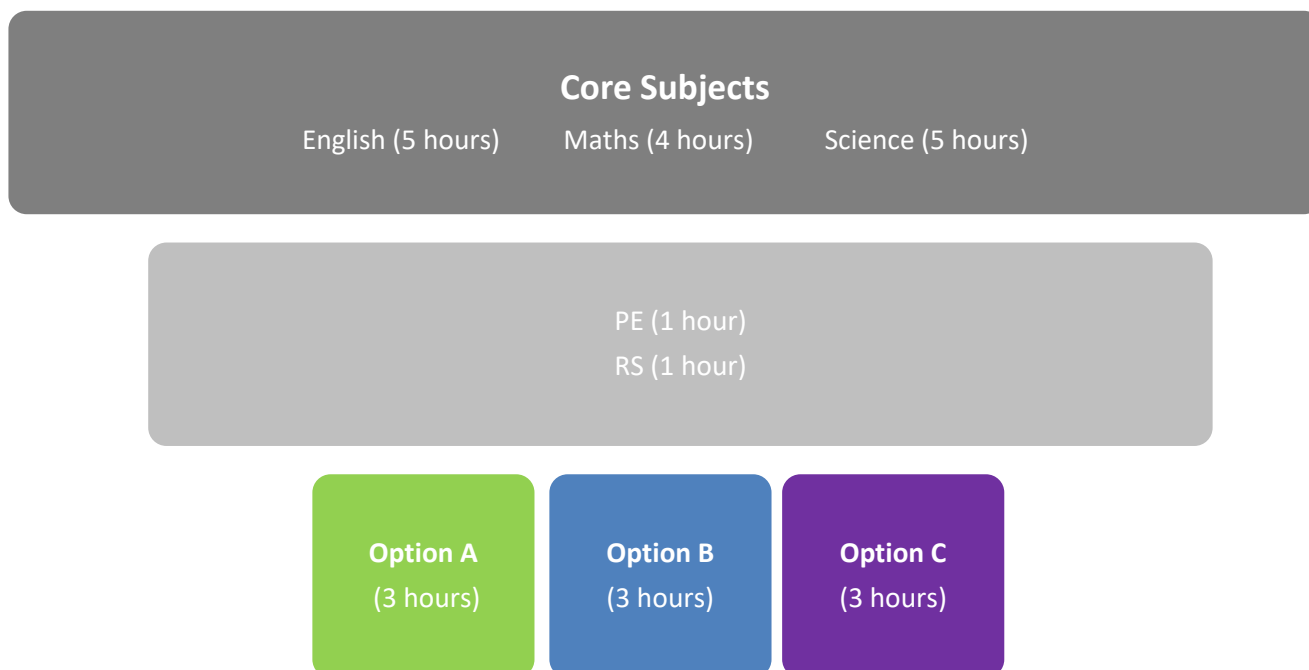 Core Subjects
English (5 hours) Maths (4 hours) Science (5 hours)
PE (1 hour)
RS (1 hour)
Option A
(3 hours)
Option B
(3 hours)
Option C
(3 hours)